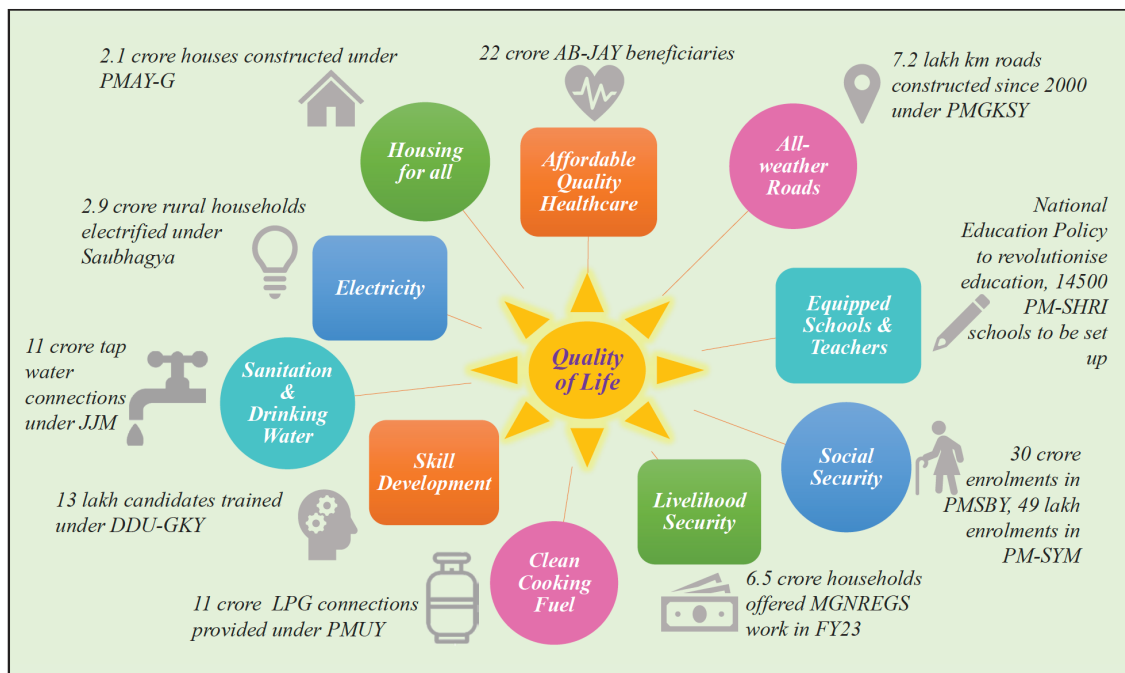 2.1 crore houses constructed under
PMAY-G
22 crore AB-JAY beneficiaries
7.2 lakh km roads
constructed since 2000
under PMGKSY
Housing
for all
Affordable
Quality
Healthcare
All-
weather
Roads
2.9 crore rural households
electrified under
Saubhagya
Electricity
National
Education Policy
to revolutionise
education, 14500
PM-SHRI
schools to be set
up
Equipped
Schools &
Teachers
Quality
of Life
11 crore tap
water
connections
under JJM
Sanitation
&
Drinking
Water
Skill
Development
Social
Security
30 crore
enrolments in
PMSBY, 49 lakh
enrolments in
PM-SYM
13 lakh candidates trained
under DDU-GKY
Livelihood
Security
Clean
Cooking
Fuel
11 crore LPG connections
provided under PMUY
6.5 crore households
offered MGNREGS
work in FY23